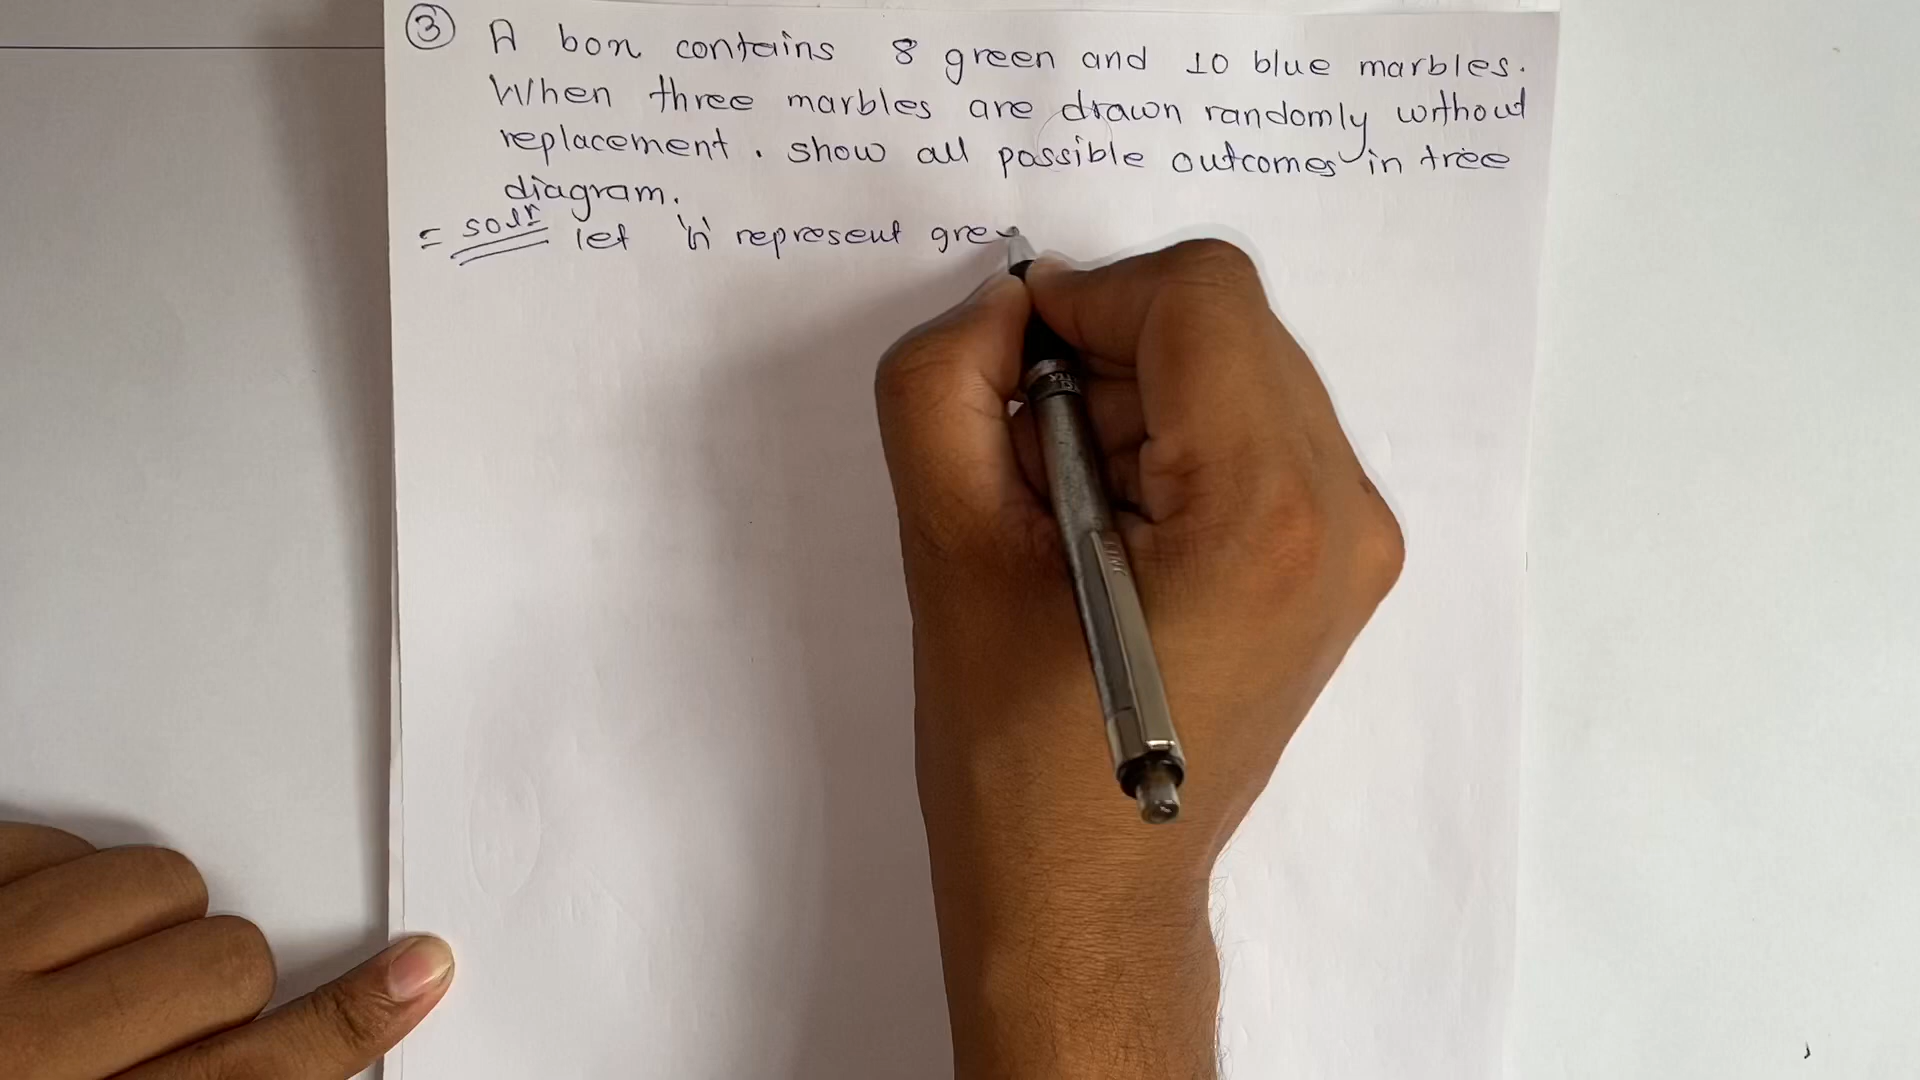 ③ A box contains 8 green and 10 blue marbles.
When three marbles are drawn randomly without
replacement. show all possible outcomes in tree
diagram.
= solⁿ let 'n' represent gre